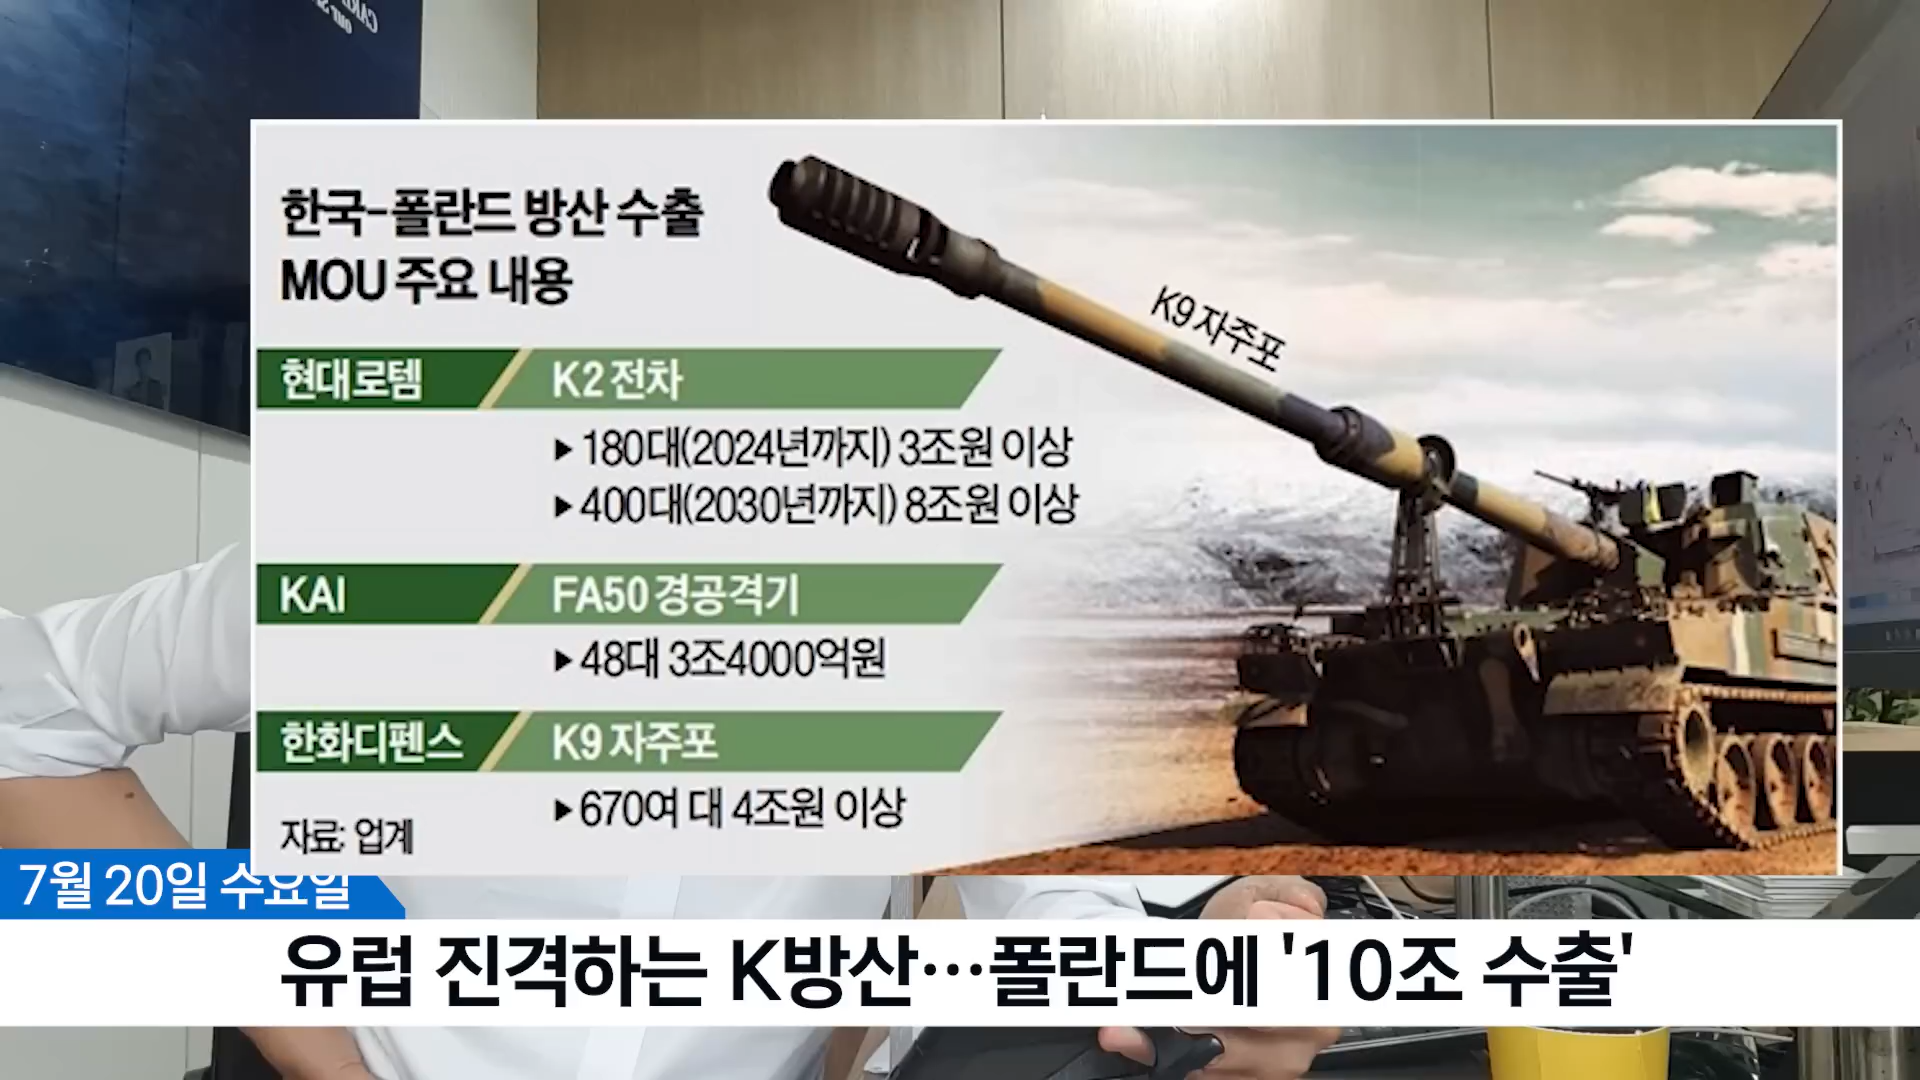 CARE
our S
한국-폴란드 방산 수출
MOU 주요 내용
K9 자주포
현대로템 K2 전차
▶ 180대(2024년까지) 3조원 이상
▶ 400대(2030년까지) 8조원 이상
KAI FA50 경공격기
▶ 48대 3조4000억원
한화디펜스 K9 자주포
▶ 670여 대 4조원 이상
자료: 업계
7월 20일 수요일
유럽 진격하는 K방산…폴란드에 '10조 수출'